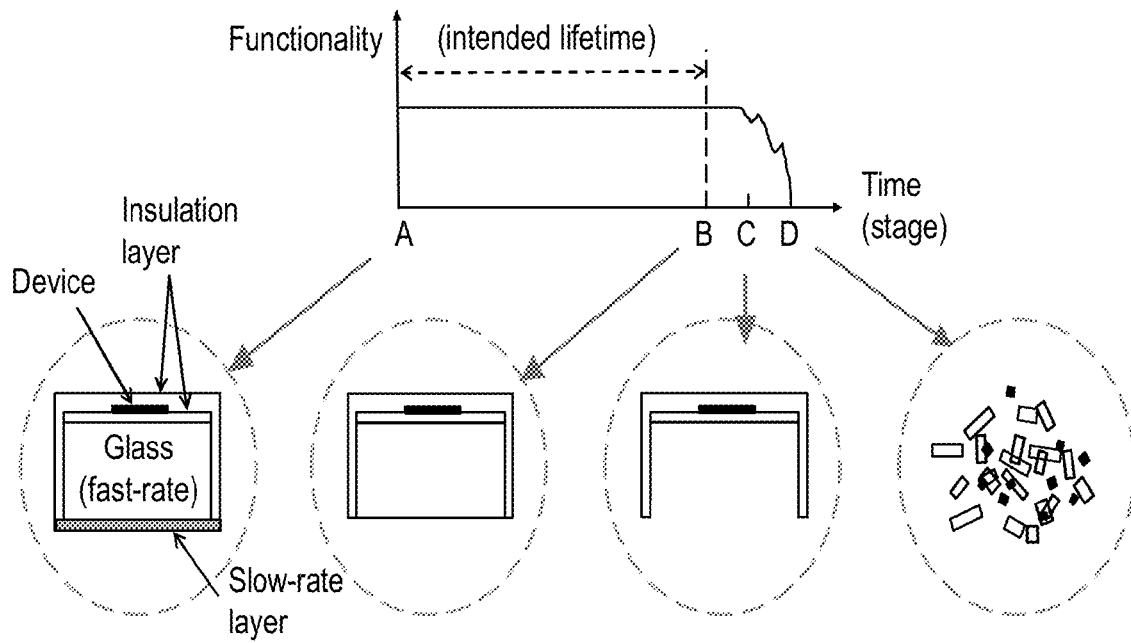 Functionality
(intended lifetime)
Time
(stage)
A
B
C
D
Insulation
layer
Device
Glass
(fast-rate)
Slow-rate
layer